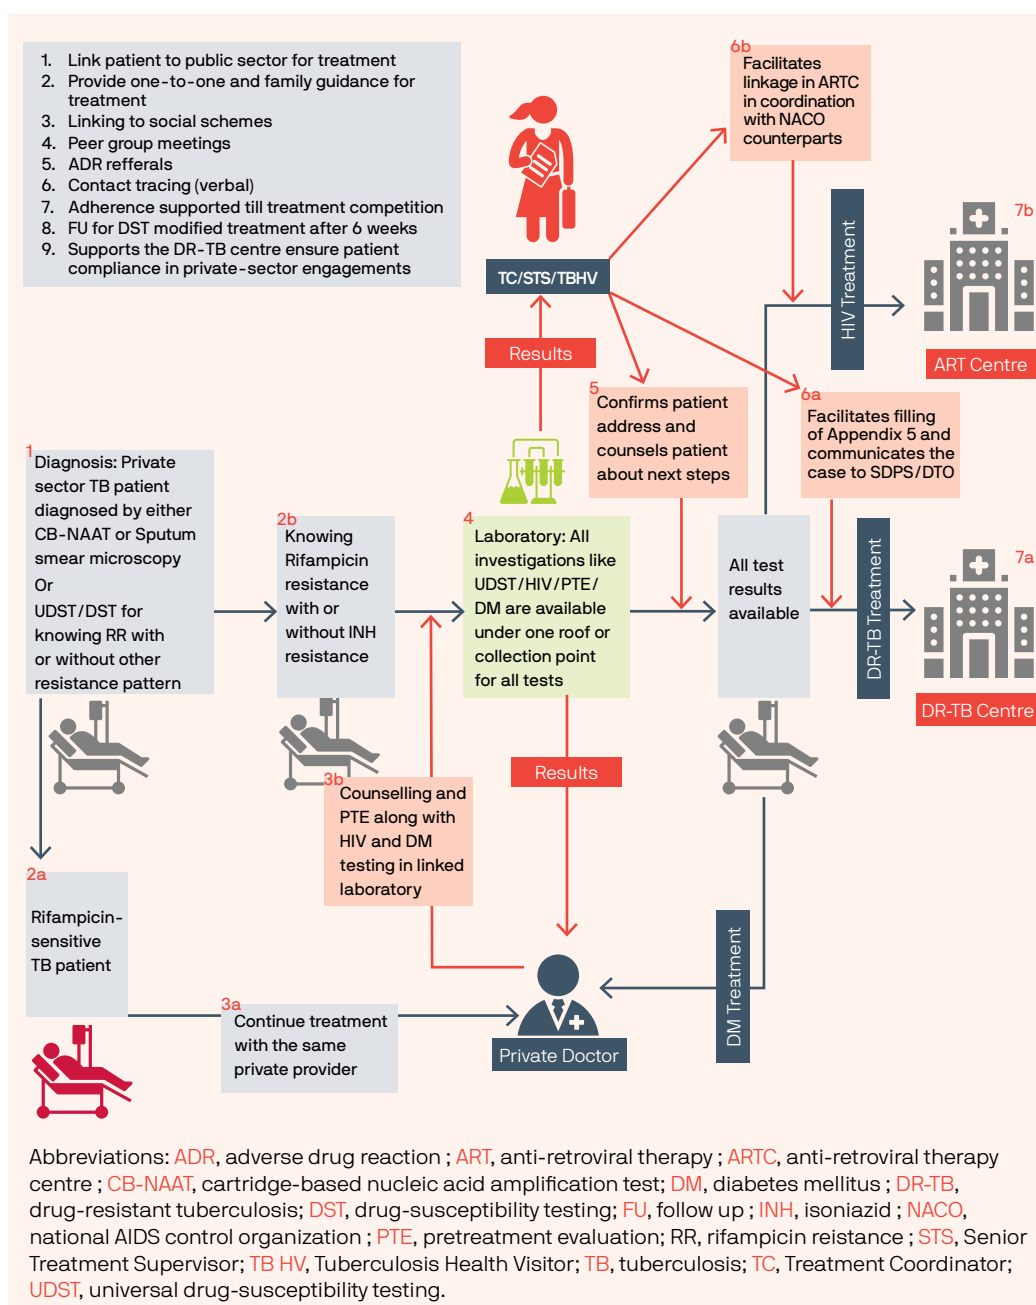 1. Link patient to public sector for treatment
2. Provide one-to-one and family guidance for
treatment
3. Linking to social schemes
4. Peer group meetings
5. ADR refferals
6. Contact tracing (verbal)
7. Adherence supported till treatment competition
8. FU for DST modified treatment after 6 weeks
9. Supports the DR-TB centre ensure patient
compliance in private-sector engagements
6b
Facilitates
linkage in ARTC
in coordination
with NACO
counterparts
TC/STS/TBHV
Results
HIV Treatment
7b
ART Centre
5
Confirms patient
address and
counsels patient
about next steps
6a
Facilitates filling
of Appendix 5 and
communicates the
case to SDPS/DTO
1
Diagnosis: Private
sector TB patient
diagnosed by either
CB-NAAT or Sputum
smear microscopy
Or
UDST/DST for
knowing RR with
or without other
resistance pattern
2b
Knowing
Rifampicin
resistance
with or
without INH
resistance
4
Laboratory: All
investigations like
UDST/HIV/PTE/
DM are available
under one roof or
collection point
for all tests
All test
results
available
DR-TB Treatment
7a
DR-TB Centre
Results
3b
Counselling and
PTE along with
HIV and DM
testing in linked
laboratory
2a
Rifampicin-
sensitive
TB patient
3a
Continue treatment
with the same
private provider
Private Doctor
DM Treatment
Abbreviations: ADR, adverse drug reaction ; ART, anti-retroviral therapy ; ARTC, anti-retroviral therapy
centre ; CB-NAAT, cartridge-based nucleic acid amplification test; DM, diabetes mellitus ; DR-TB,
drug-resistant tuberculosis; DST, drug-susceptibility testing; FU, follow up ; INH, isoniazid ; NACO,
national AIDS control organization ; PTE, pretreatment evaluation; RR, rifampicin reistance ; STS, Senior
Treatment Supervisor; TB HV, Tuberculosis Health Visitor; TB, tuberculosis; TC, Treatment Coordinator;
UDST, universal drug-susceptibility testing.